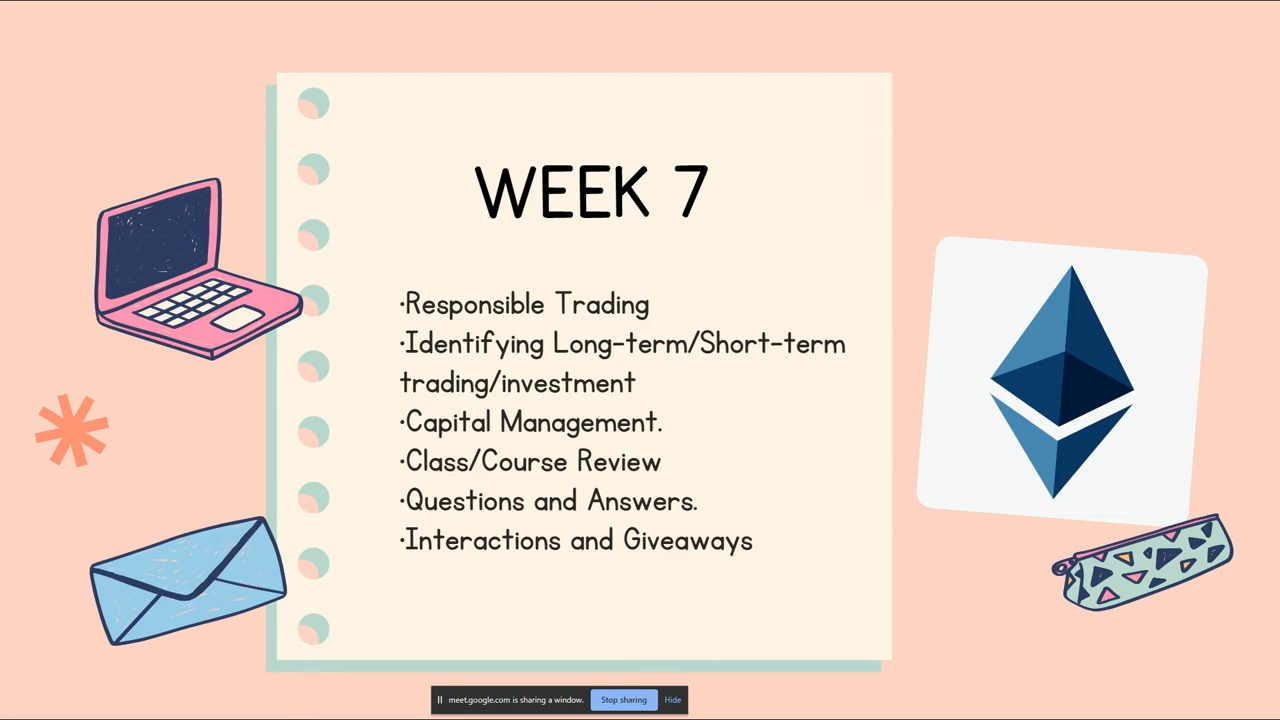 WEEK 7
·Responsible Trading
·Identifying Long-term/Short-term
trading/investment
·Capital Management.
·Class/Course Review
·Questions and Answers.
·Interactions and Giveaways
meet.google.com is sharing a window. Stop sharing Hide